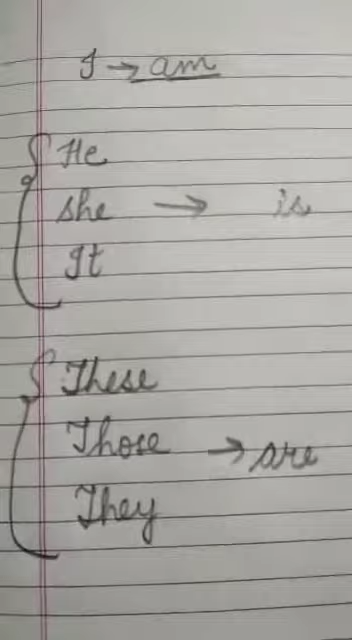 I → am
He
she → is
It
These
Those → are
They